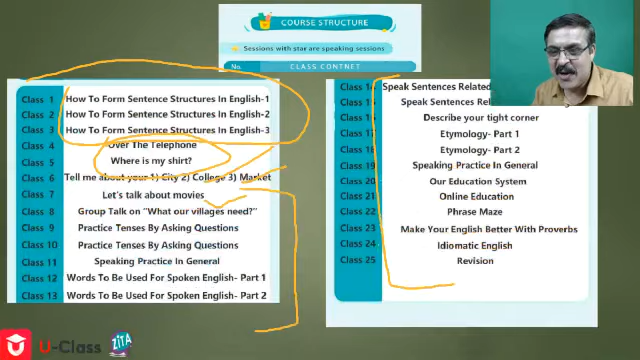 COURSE STRUCTURE
Sessions with star are speaking sessions
No. CLASS CONTNET
Class 1 How To Form Sentence Structures In English-1
Class 2 How To Form Sentence Structures In English-2
Class 3 How To Form Sentence Structures In English-3
Class 4 Over The Telephone
Class 5 Where is my shirt?
Class 6 Tell me about your 1) City 2) College 3) Market
Class 7 Let's talk about movies
Class 8 Group Talk on "What our villages need?"
Class 9 Practice Tenses By Asking Questions
Class 10 Practice Tenses By Asking Questions
Class 11 Speaking Practice In General
Class 12 Words To Be Used For Spoken English- Part 1
Class 13 Words To Be Used For Spoken English- Part 2
Class 14 Speak Sentences Related
Class 15 Speak Sentences
Class 16 Describe your tight corner
Class 17 Etymology- Part 1
Class 18 Etymology- Part 2
Class 19 Speaking Practice In General
Class 20 Our Education System
Class 21 Online Education
Class 22 Phrase Maze
Class 23 Make Your English Better With Proverbs
Class 24 Idiomatic English
Class 25 Revision
U-Class ZITA